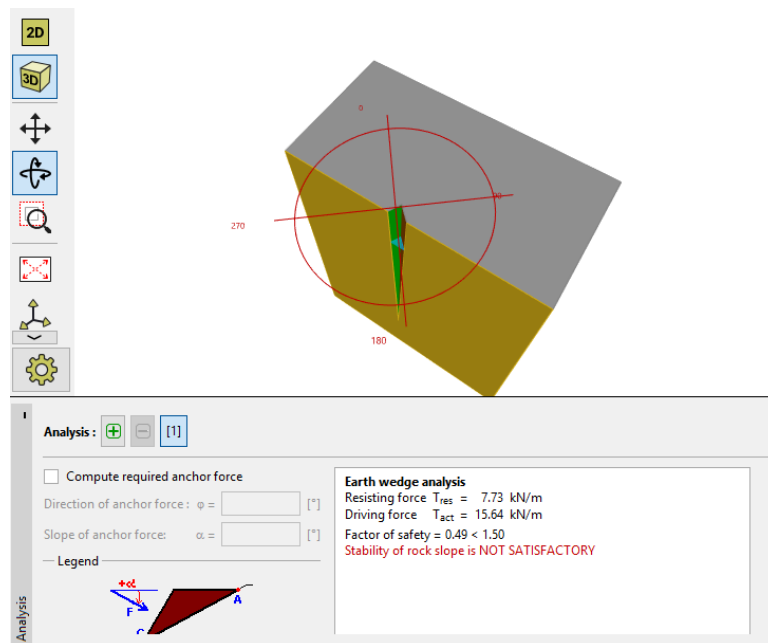 2D
3D
0
90
270
180
Analysis :
[1]
Compute required anchor force
Direction of anchor force : φ = [°]
Slope of anchor force: α = [°]
Legend
+α
F
A
Earth wedge analysis
Resisting force Tres = 7.73 kN/m
Driving force Tact = 15.64 kN/m
Factor of safety = 0.49 < 1.50
Stability of rock slope is NOT SATISFACTORY
Analysis